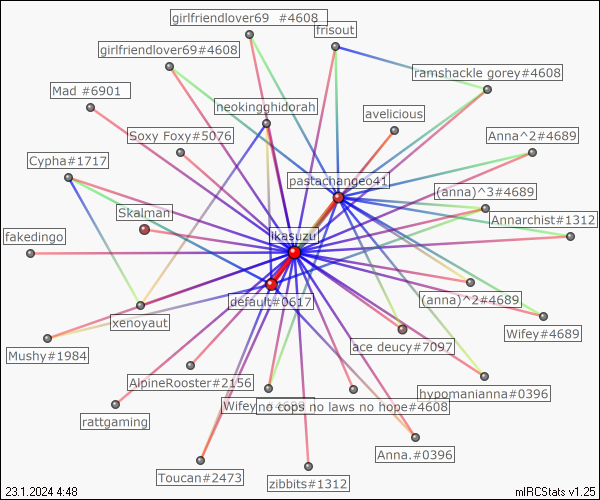 girlfriendlover69 #4608
frisout
girlfriendlover69#4608
ramshackle gorey#4608
Mad #6901
neokingghidorah
avelicious
Soxy Foxy#5076
Anna^2#4689
Cypha#1717
pastachangeo41
(anna)^3#4689
Skalman
Annarchist#1312
ikasuzu
fakedingo
default#0617
(anna)^2#4689
xenoyaut
Wifey#4689
Mushy#1984
ace deucy#7097
AlpineRooster#2156
hypomanianna#0396
Wifey
no cops no laws no hope#4608
rattgaming
Anna.#0396
Toucan#2473
zibbits#1312
23.1.2024 4:48
mIRCStats v1.25